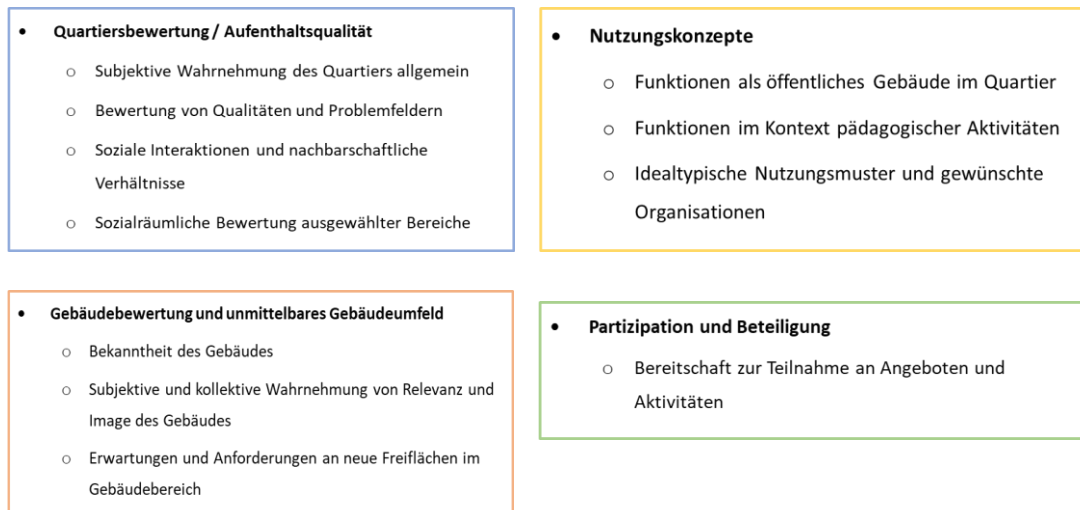 • Quartiersbewertung / Aufenthaltsqualität
o Subjektive Wahrnehmung des Quartiers allgemein
o Bewertung von Qualitäten und Problemfeldern
o Soziale Interaktionen und nachbarschaftliche
Verhältnisse
o Sozialräumliche Bewertung ausgewählter Bereiche
• Nutzungskonzepte
o Funktionen als öffentliches Gebäude im Quartier
o Funktionen im Kontext pädagogischer Aktivitäten
o Idealtypische Nutzungsmuster und gewünschte
Organisationen
• Gebäudebewertung und unmittelbares Gebäudeumfeld
o Bekanntheit des Gebäudes
o Subjektive und kollektive Wahrnehmung von Relevanz und
Image des Gebäudes
o Erwartungen und Anforderungen an neue Freiflächen im
Gebäudebereich
• Partizipation und Beteiligung
o Bereitschaft zur Teilnahme an Angeboten und
Aktivitäten